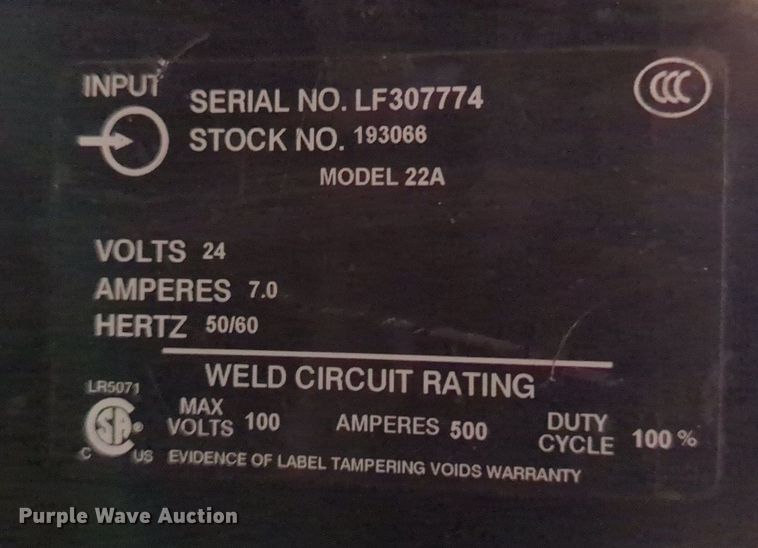 INPUT
SERIAL NO. LF307774
STOCK NO. 193066
MODEL 22A
CCC
VOLTS 24
AMPERES 7.0
HERTZ 50/60
WELD CIRCUIT RATING
LR5071
MAX VOLTS 100 AMPERES 500 DUTY CYCLE 100 %
SA ®
C US EVIDENCE OF LABEL TAMPERING VOIDS WARRANTY
Purple Wave Auction